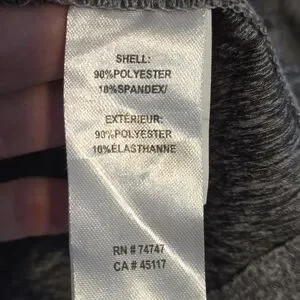 SHELL:
90%POLYESTER
10%SPANDEX/
EXTÉRIEUR:
90%POLYESTER
10%ÉLASTHANNE
RN # 74747
CA # 45117